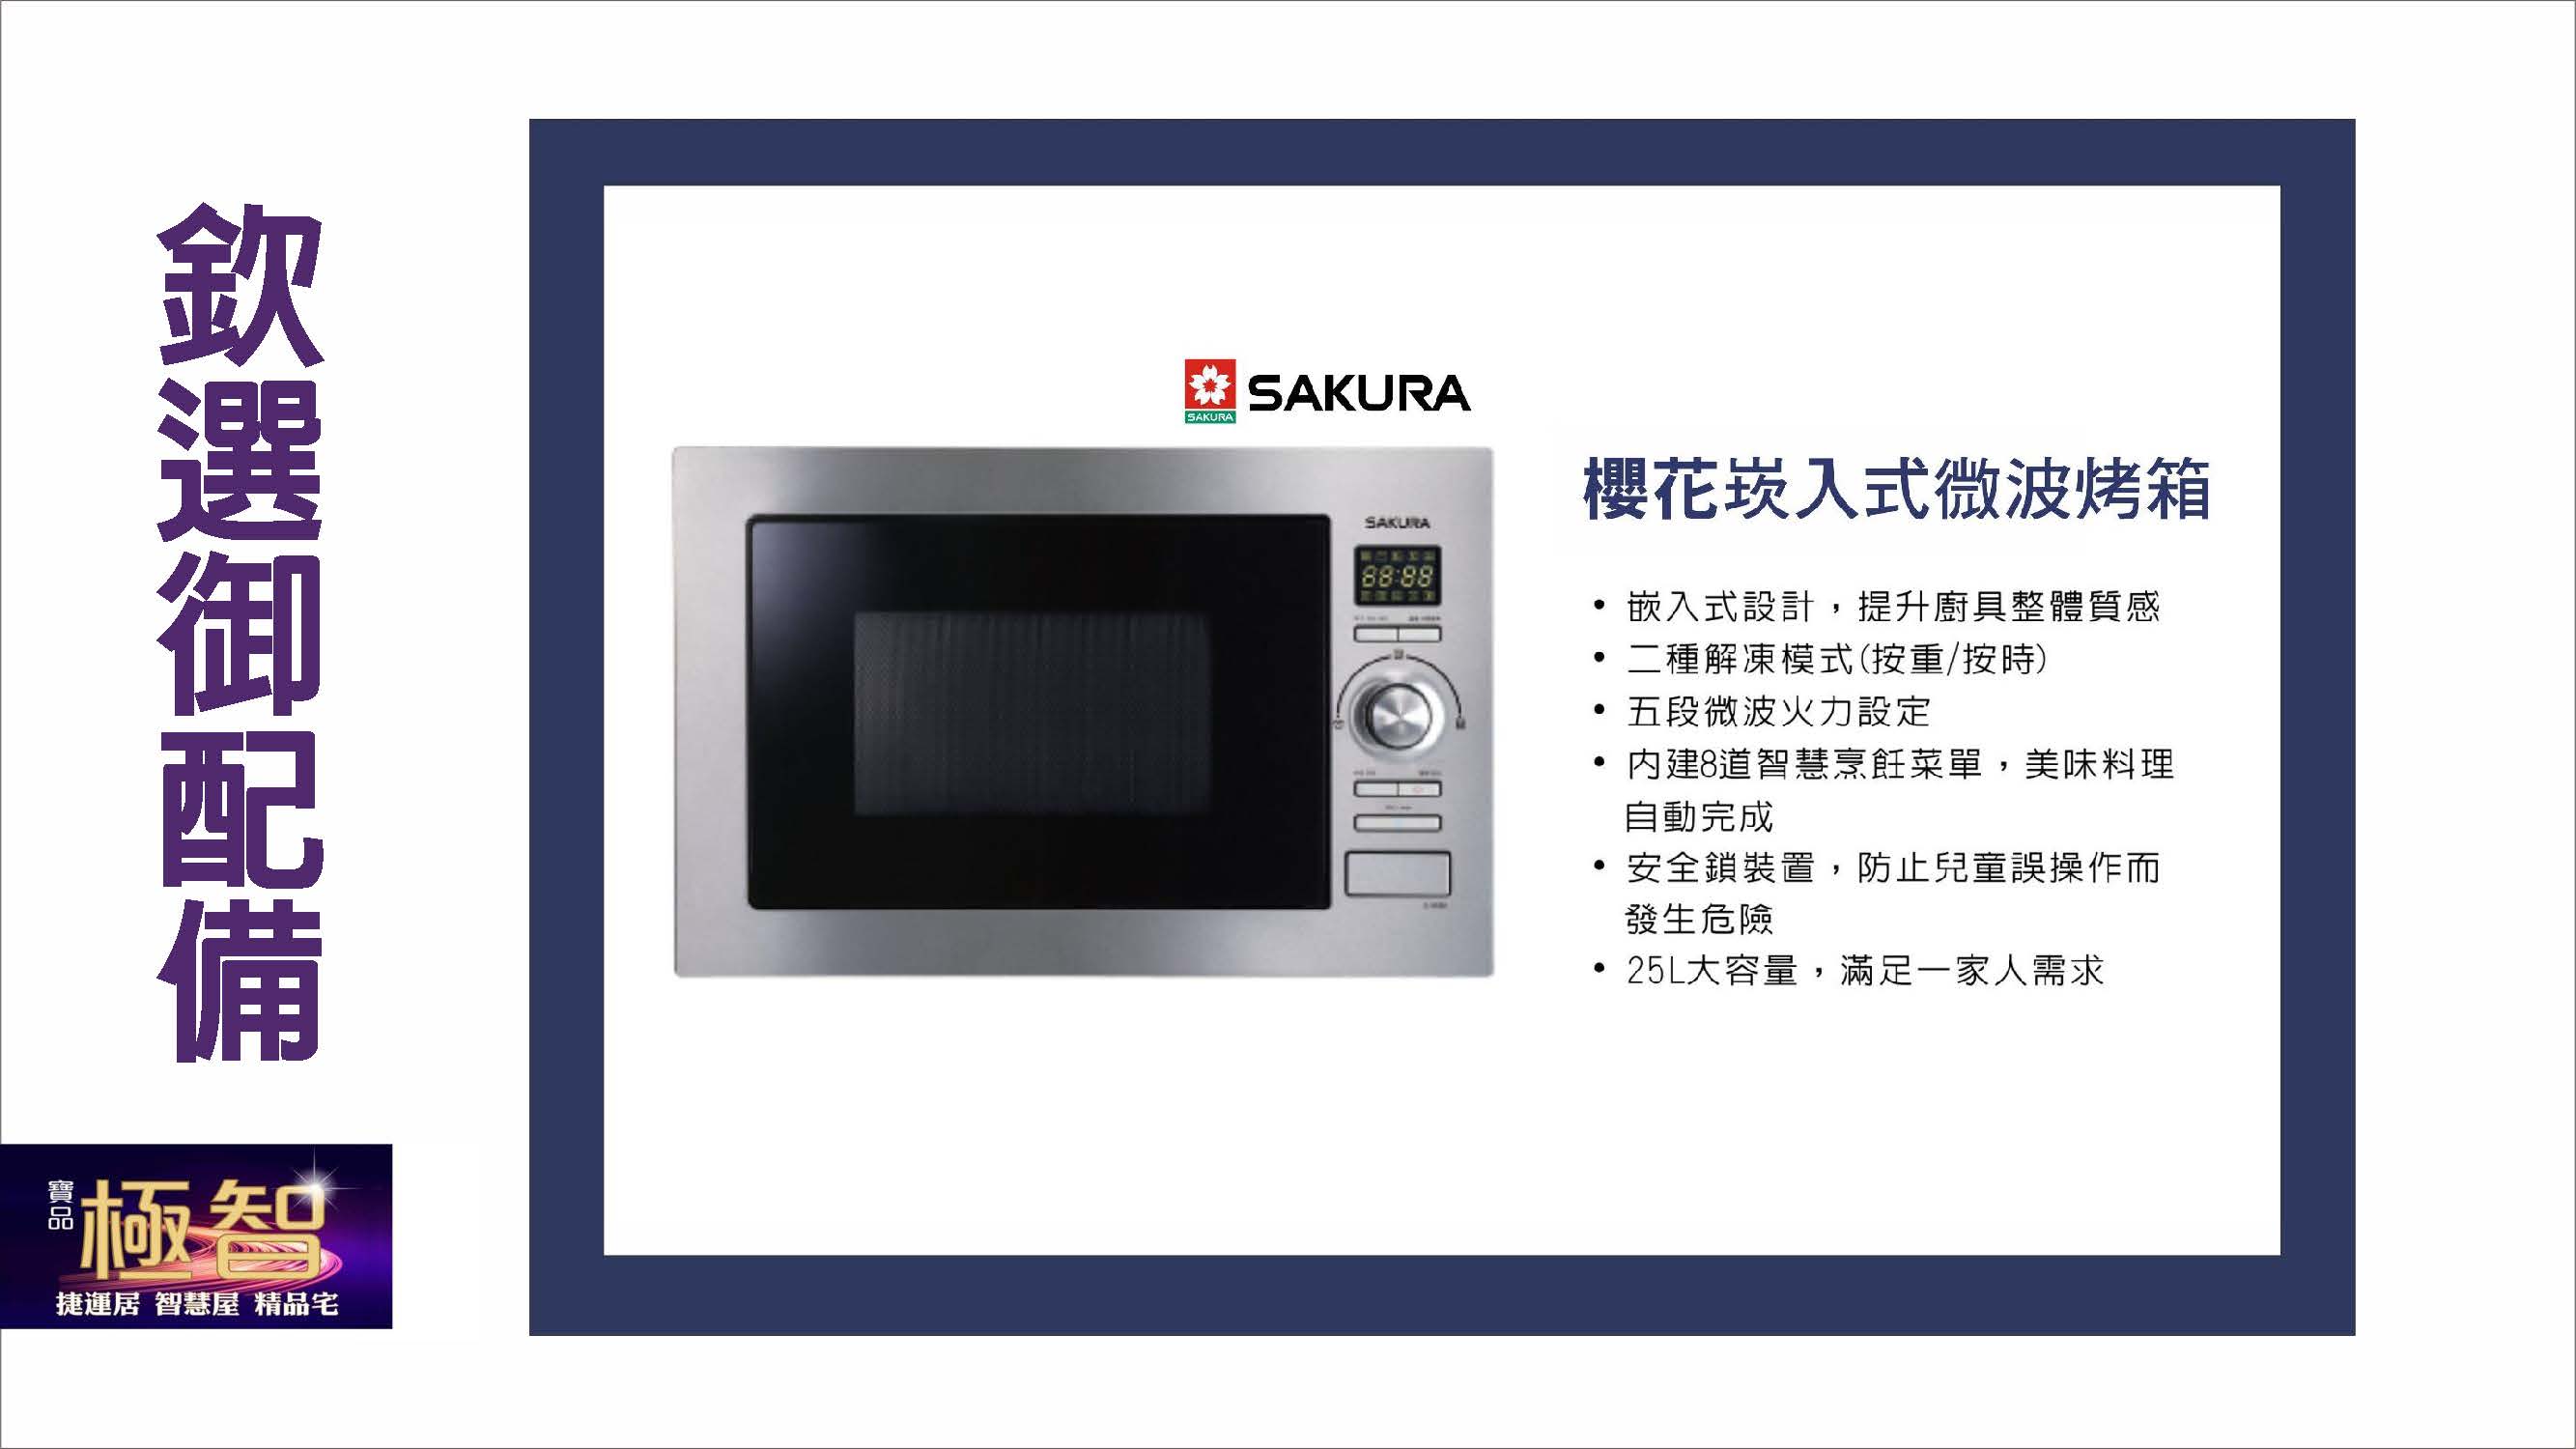 欽選御配備
SAKURA
SAKURA
SAKURA
88:88
櫻花崁入式微波烤箱
• 嵌入式設計，提升廚具整體質感
• 二種解凍模式(按重/按時)
• 五段微波火力設定
• 内建8道智慧烹飪菜單，美味料理
自動完成
• 安全鎖裝置，防止兒童誤操作而
發生危險
• 25L大容量，滿足一家人需求
寶品
極智
捷運居 智慧屋 精品宅